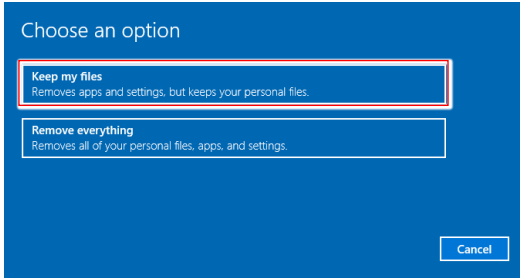 Choose an option
Keep my files
Removes apps and settings, but keeps your personal files.
Remove everything
Removes all of your personal files, apps, and settings.
Cancel